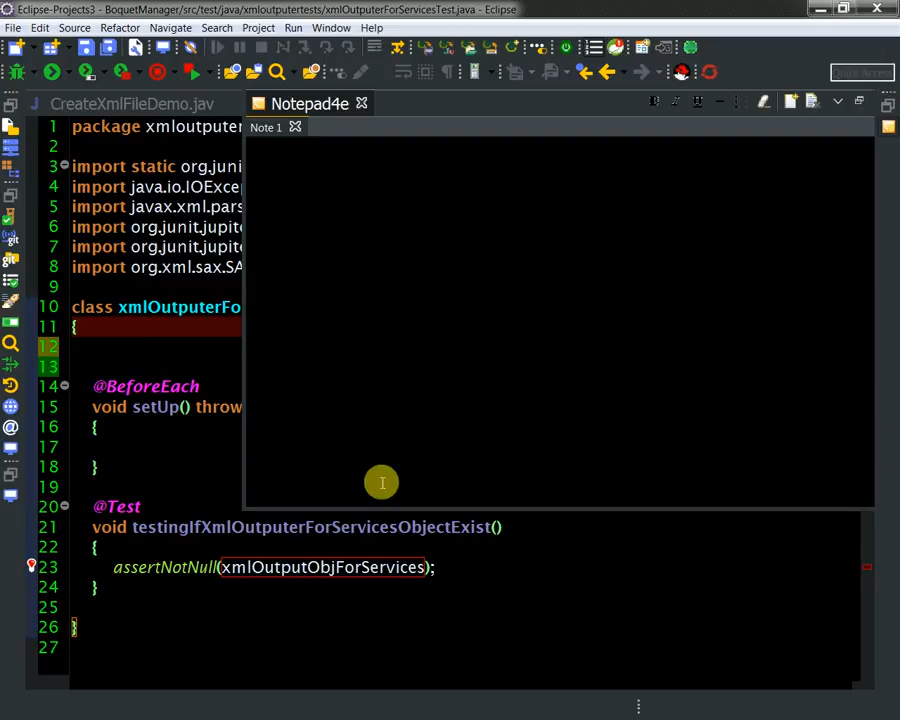 Eclipse-Projects3 - BoquetManager/src/test/java/xmloutputertests/xmlOutputerForServicesTest.java - Eclipse
File Edit Source Refactor Navigate Search Project Run Window Help
Quick Access
CreateXmlFileDemo.jav
Notepad4e
Note 1
1 package xmloutputer
2
3 import static org.juni
4 import java.io.IOExce
5 import javax.xml.pars
6 import org.junit.jupite
7 import org.junit.jupite
8 import org.xml.sax.SA
9
10 class xmlOutputerFo
11 {
12
13
14 @BeforeEach
15 void setUp() throw
16 {
17
18 }
19
20 @Test
21 void testingIfXmlOutputerForServicesObjectExist()
22 {
23 assertNotNull(xmlOutputObjForServices);
24 }
25
26 }
27